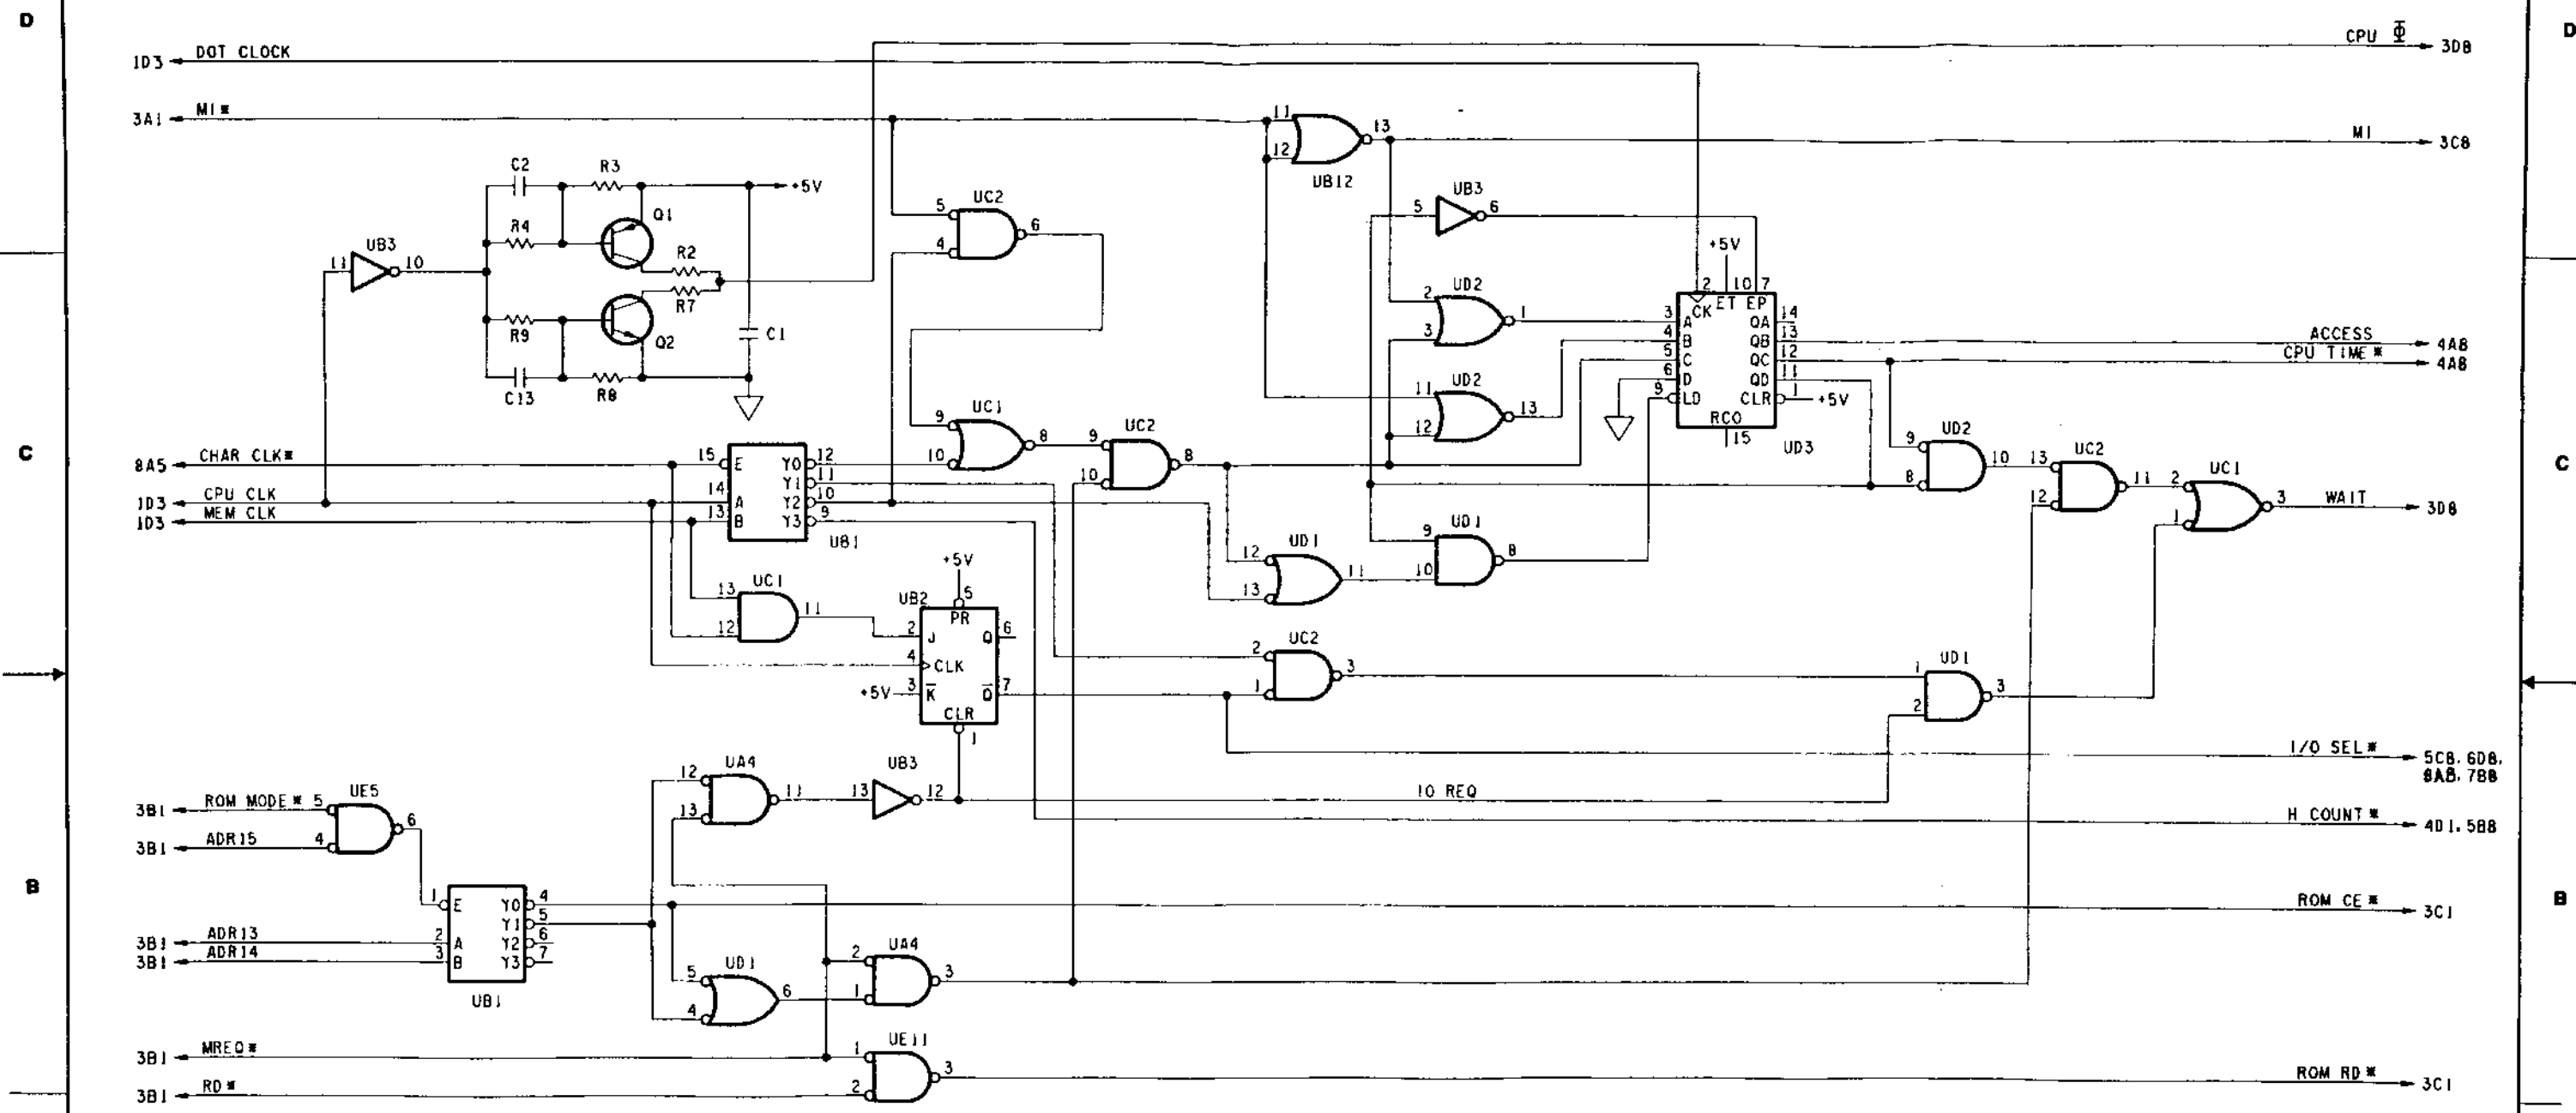 D
D
1D3 DOT CLOCK
CPU Φ̅ 3D8
3A1 M1*
11
12
13
UB12
M1 3C8
C2
R3
+5V
Q1
R4
UB3
11
10
R2
R7
R9
Q2
C1
C13
R8
5
UC2
6
4
UB3
5
6
+5V
UD2
2
3
1
2
10
7
CK
ET
EP
3
A
QA
14
4
B
QB
13
5
C
QC
12
6
D
QD
11
9
LD
CLR
1
+5V
RCO
15
UD3
ACCESS 4A8
CPU TIME* 4A8
UD2
11
12
13
C
C
8A5 CHAR CLK*
1D3 CPU CLK
1D3 MEM CLK
15
E
14
A
13
B
Y0
12
Y1
11
Y2
10
Y3
9
UB1
UC1
9
10
8
UC2
9
10
8
UD2
9
8
10
UC2
13
12
11
UC1
2
1
3
WAIT 3D8
UD1
12
13
11
UD1
9
10
8
+5V
UC1
13
12
11
UB2
5
PR
2
J
Q
6
4
CLK
+5V
3
K̅
Q̅
7
CLR
1
UC2
2
1
3
UD1
1
2
3
I/O SEL* 5C8, 6D8,
8A8, 7B8
UA4
12
13
11
UB3
13
12
IO REQ
3B1 ROM MODE*
5
UE5
6
3B1 ADR15
4
H COUNT* 4D1, 5B8
B
B
1
E
Y0
4
Y1
5
Y2
6
Y3
7
3B1 ADR13
2
A
3B1 ADR14
3
B
UB1
ROM CE* 3C1
UD1
5
4
6
UA4
2
1
3
3B1 MREQ*
UE11
1
2
3
3B1 RD*
ROM RD* 3C1